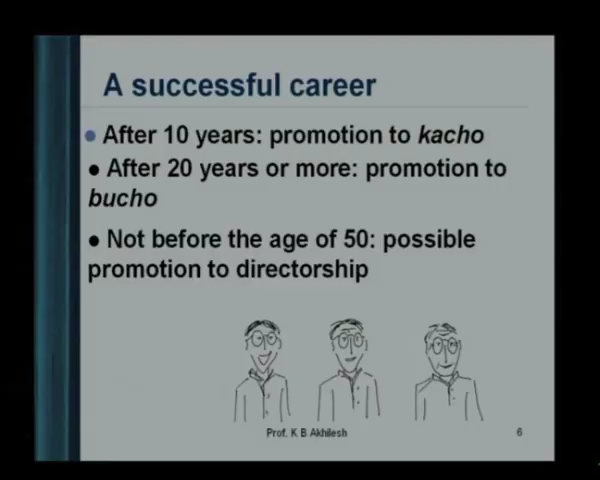 A successful career
● After 10 years: promotion to kacho
● After 20 years or more: promotion to
bucho
● Not before the age of 50: possible
promotion to directorship
Prof. K B Akhilesh
6